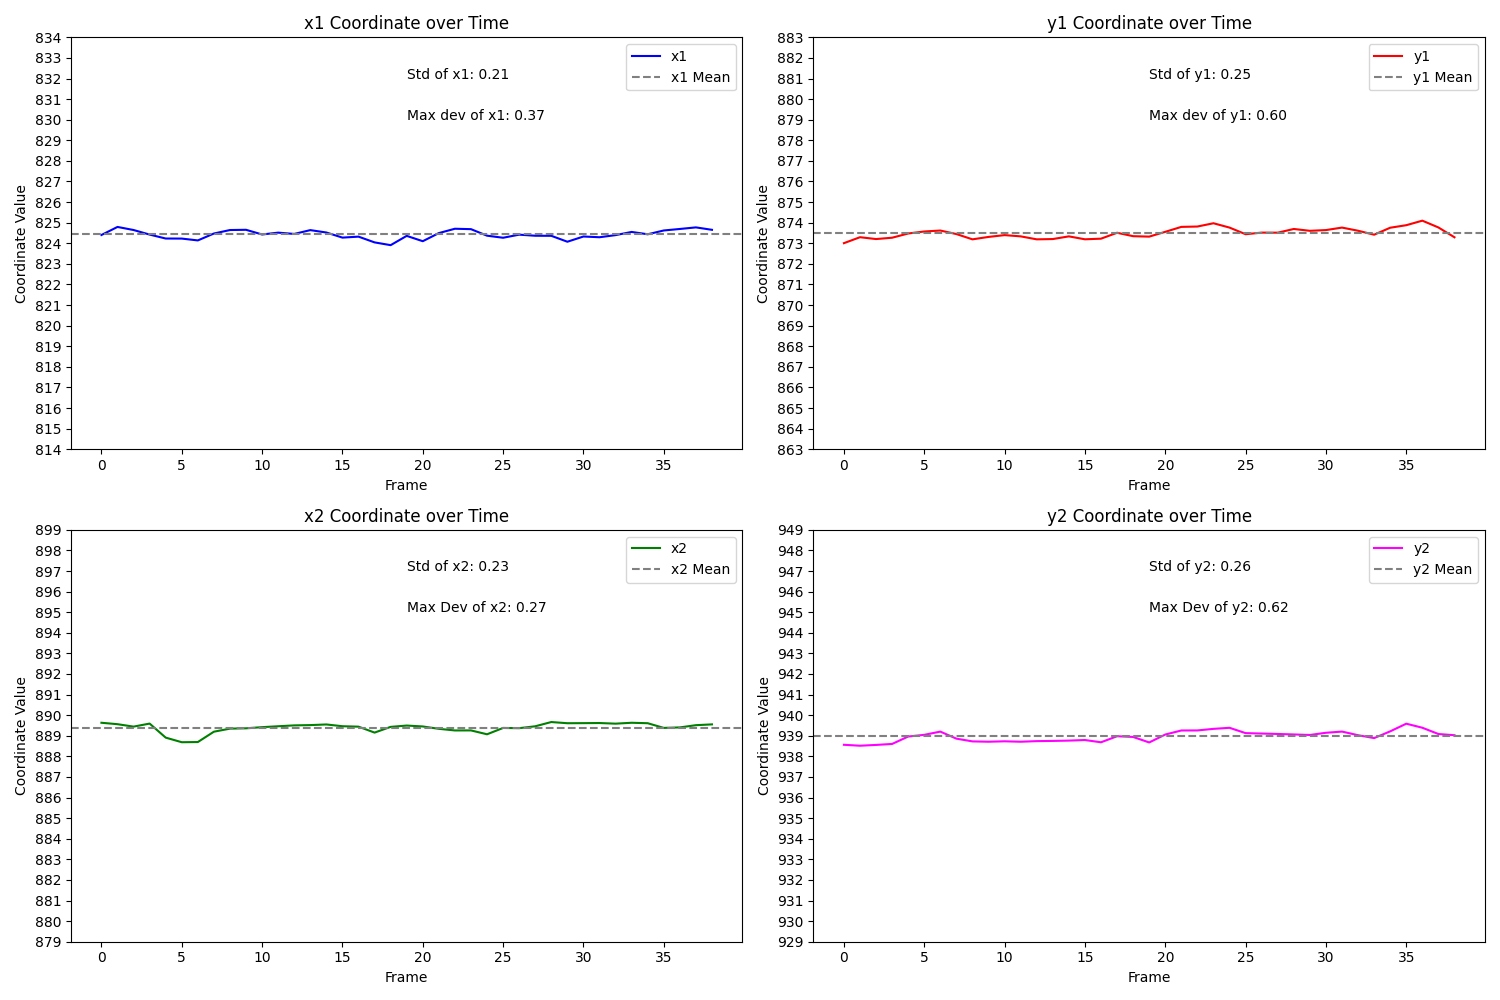 x1 Coordinate over Time
834
833
832
831
830
829
828
827
826
825
824
823
822
821
820
819
818
817
816
815
814
Coordinate Value
x1
x1 Mean
Std of x1: 0.21
Max dev of x1: 0.37
0 5 10 15 20 25 30 35
Frame
y1 Coordinate over Time
883
882
881
880
879
878
877
876
875
874
873
872
871
870
869
868
867
866
865
864
863
Coordinate Value
y1
y1 Mean
Std of y1: 0.25
Max dev of y1: 0.60
0 5 10 15 20 25 30 35
Frame
x2 Coordinate over Time
899
898
897
896
895
894
893
892
891
890
889
888
887
886
885
884
883
882
881
880
879
Coordinate Value
x2
x2 Mean
Std of x2: 0.23
Max Dev of x2: 0.27
0 5 10 15 20 25 30 35
Frame
y2 Coordinate over Time
949
948
947
946
945
944
943
942
941
940
939
938
937
936
935
934
933
932
931
930
929
Coordinate Value
y2
y2 Mean
Std of y2: 0.26
Max Dev of y2: 0.62
0 5 10 15 20 25 30 35
Frame